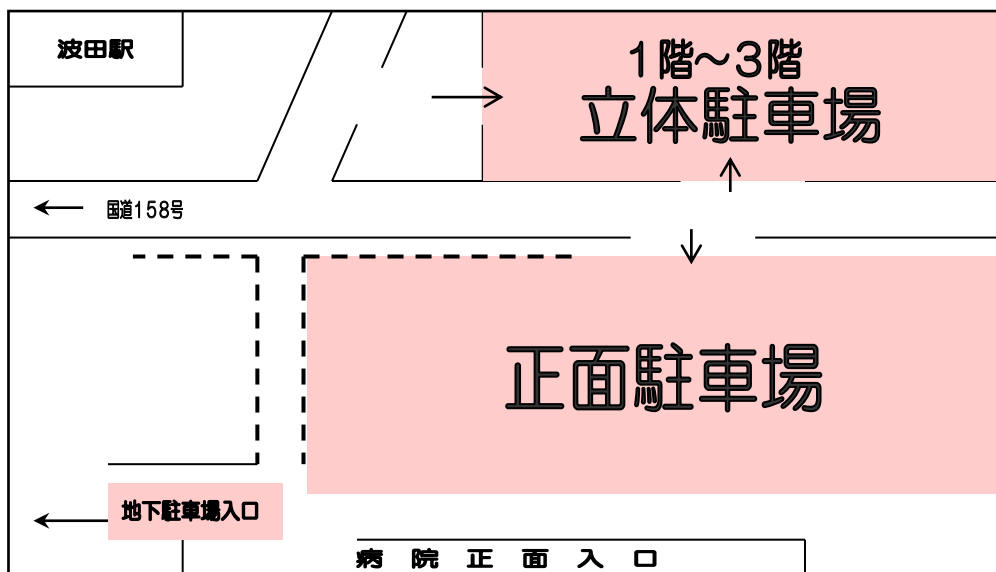 波田駅
1階～3階
立体駐車場
国道158号
正面駐車場
地下駐車場入口
病院正面入口